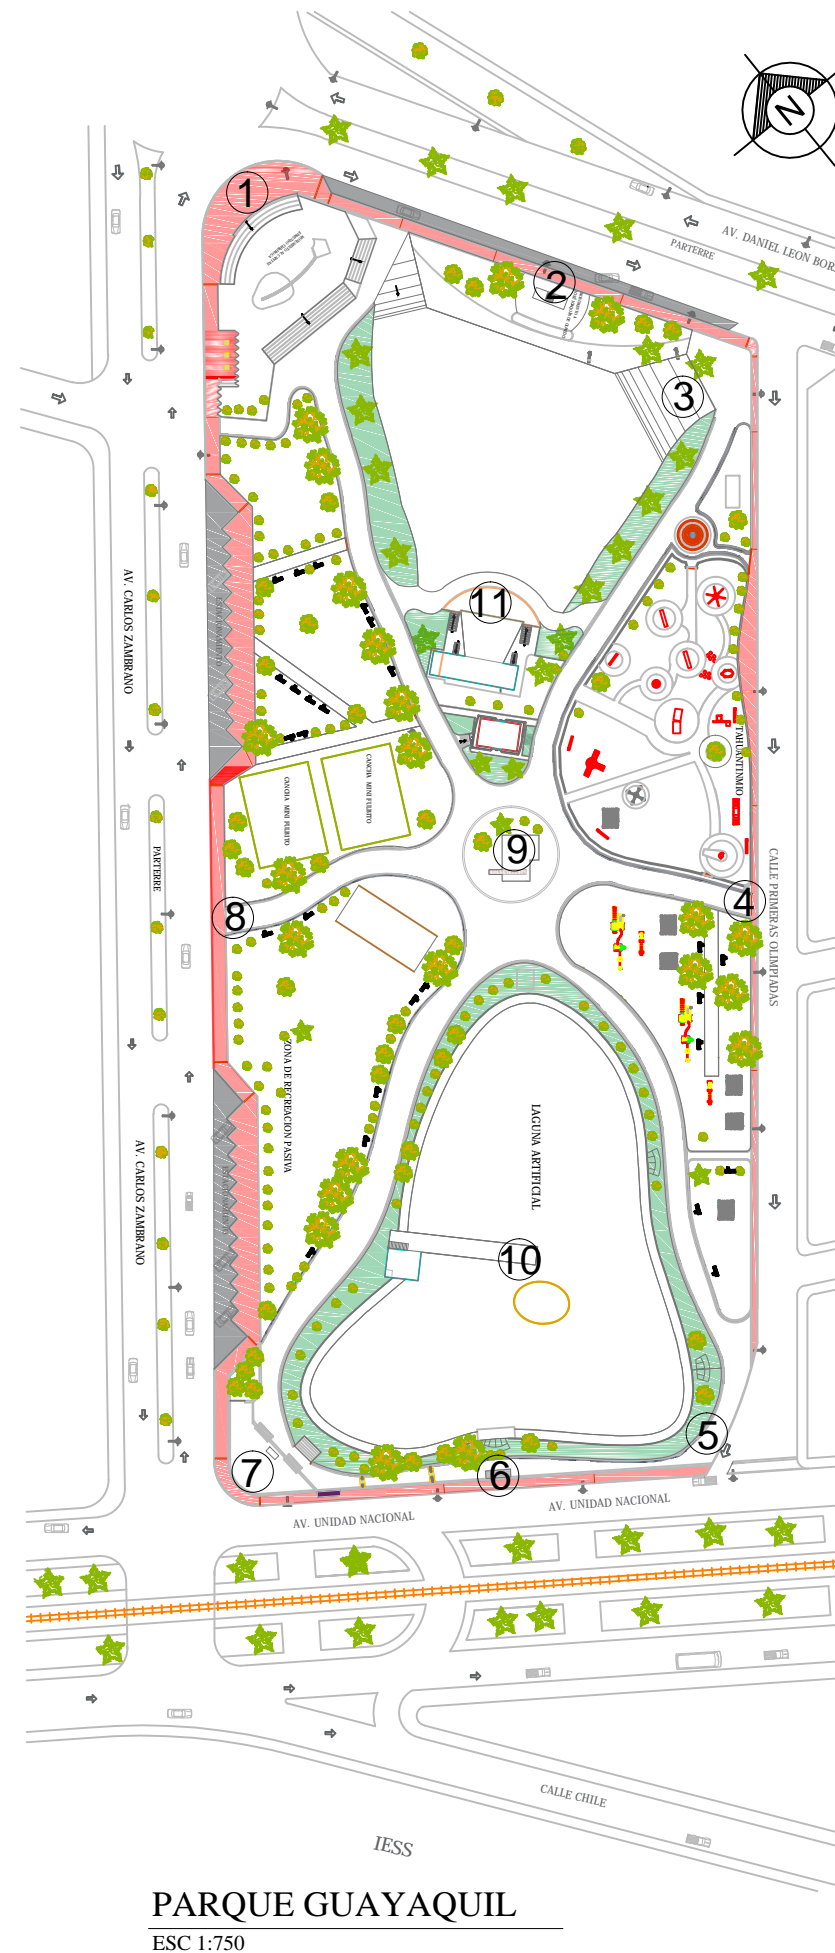 N
1
AV. DANIEL LEON BOR
PARTERRE
2
3
AV. CARLOS ZAMBRANO
ESTACIONAMIENTO
11
TAHUANTINMIO
CANCHA MINI FULBITO
CANCHA MINI FULBITO
PARTERRE
9
CALLE PRIMERAS OLIMPIADAS
4
8
ZONA DE RECREACION PASIVA
LAGUNA ARTIFICIAL
AV. CARLOS ZAMBRANO
10
5
6
7
AV. UNIDAD NACIONAL
AV. UNIDAD NACIONAL
CALLE CHILE
IESS
PARQUE GUAYAQUIL
ESC 1:750